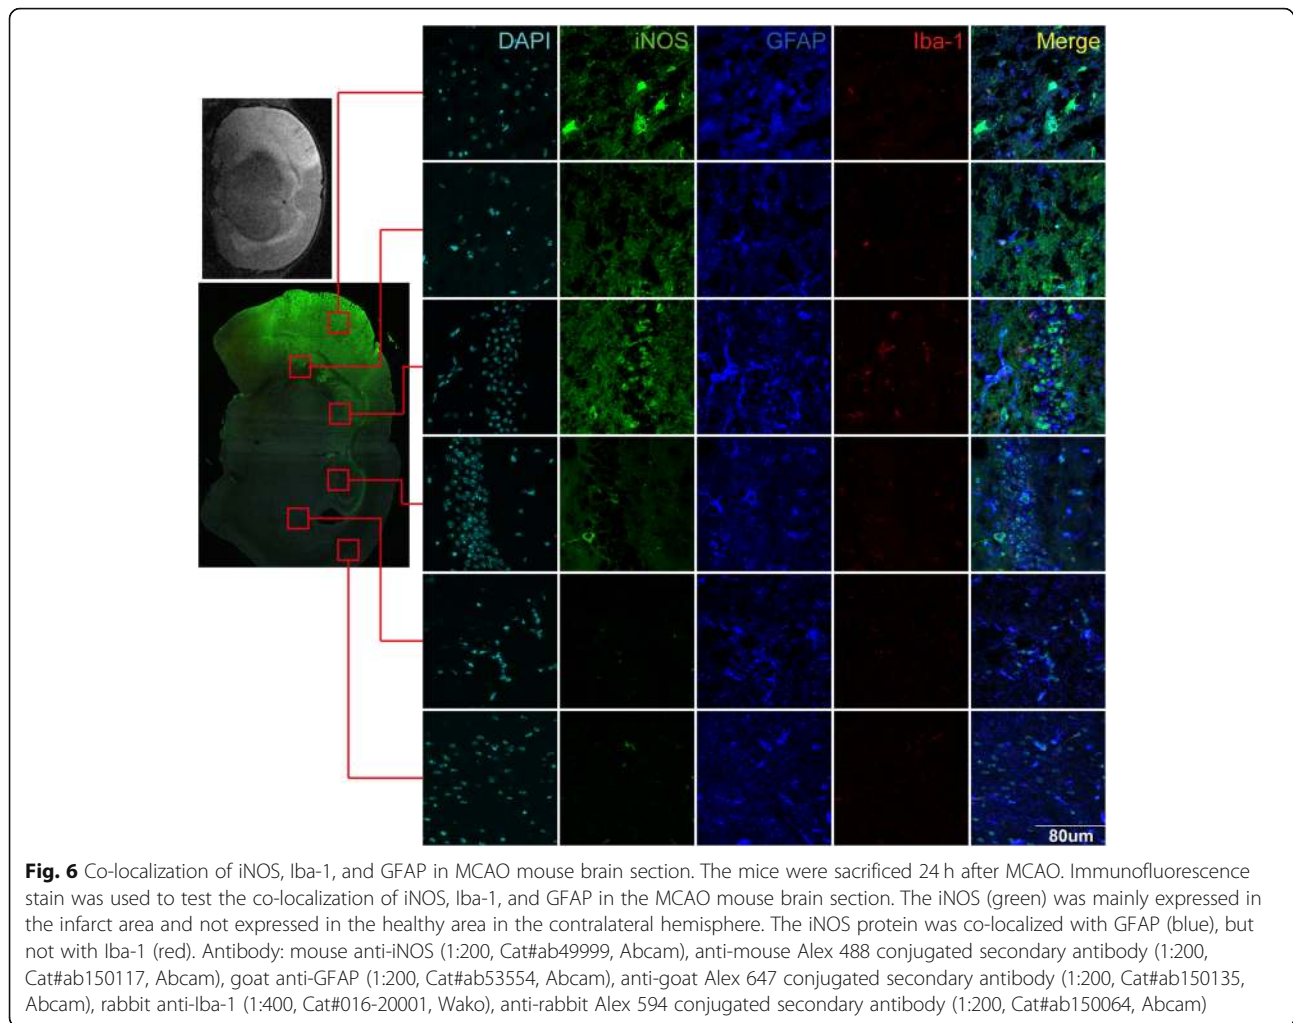 DAPI iNOS GFAP Iba-1 Merge
80um
Fig. 6 Co-localization of iNOS, Iba-1, and GFAP in MCAO mouse brain section. The mice were sacrificed 24 h after MCAO. Immunofluorescence
stain was used to test the co-localization of iNOS, Iba-1, and GFAP in the MCAO mouse brain section. The iNOS (green) was mainly expressed in
the infarct area and not expressed in the healthy area in the contralateral hemisphere. The iNOS protein was co-localized with GFAP (blue), but
not with Iba-1 (red). Antibody: mouse anti-iNOS (1:200, Cat#ab49999, Abcam), anti-mouse Alex 488 conjugated secondary antibody (1:200,
Cat#ab150117, Abcam), goat anti-GFAP (1:200, Cat#ab53554, Abcam), anti-goat Alex 647 conjugated secondary antibody (1:200, Cat#ab150135,
Abcam), rabbit anti-Iba-1 (1:400, Cat#016-20001, Wako), anti-rabbit Alex 594 conjugated secondary antibody (1:200, Cat#ab150064, Abcam)